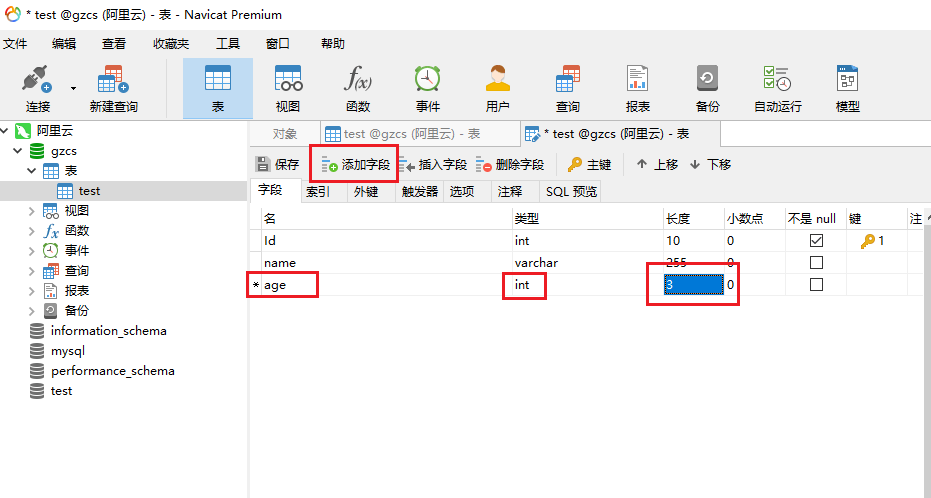 * test @gzcs (阿里云) - 表 - Navicat Premium
文件 编辑 查看 收藏夹 工具 窗口 帮助
连接 新建查询 表 视图 函数 事件 用户 查询 报表 备份 自动运行 模型
阿里云
gzcs
表
test
视图
函数
事件
查询
报表
备份
information_schema
mysql
performance_schema
test
对象 test @gzcs (阿里云) - 表 * test @gzcs (阿里云) - 表
保存 添加字段 插入字段 删除字段 主键 上移 下移
字段 索引 外键 触发器 选项 注释 SQL 预览
名 类型 长度 小数点 不是 null 键 注
Id int 10 0 1
name varchar 255 0
* age int 3 0